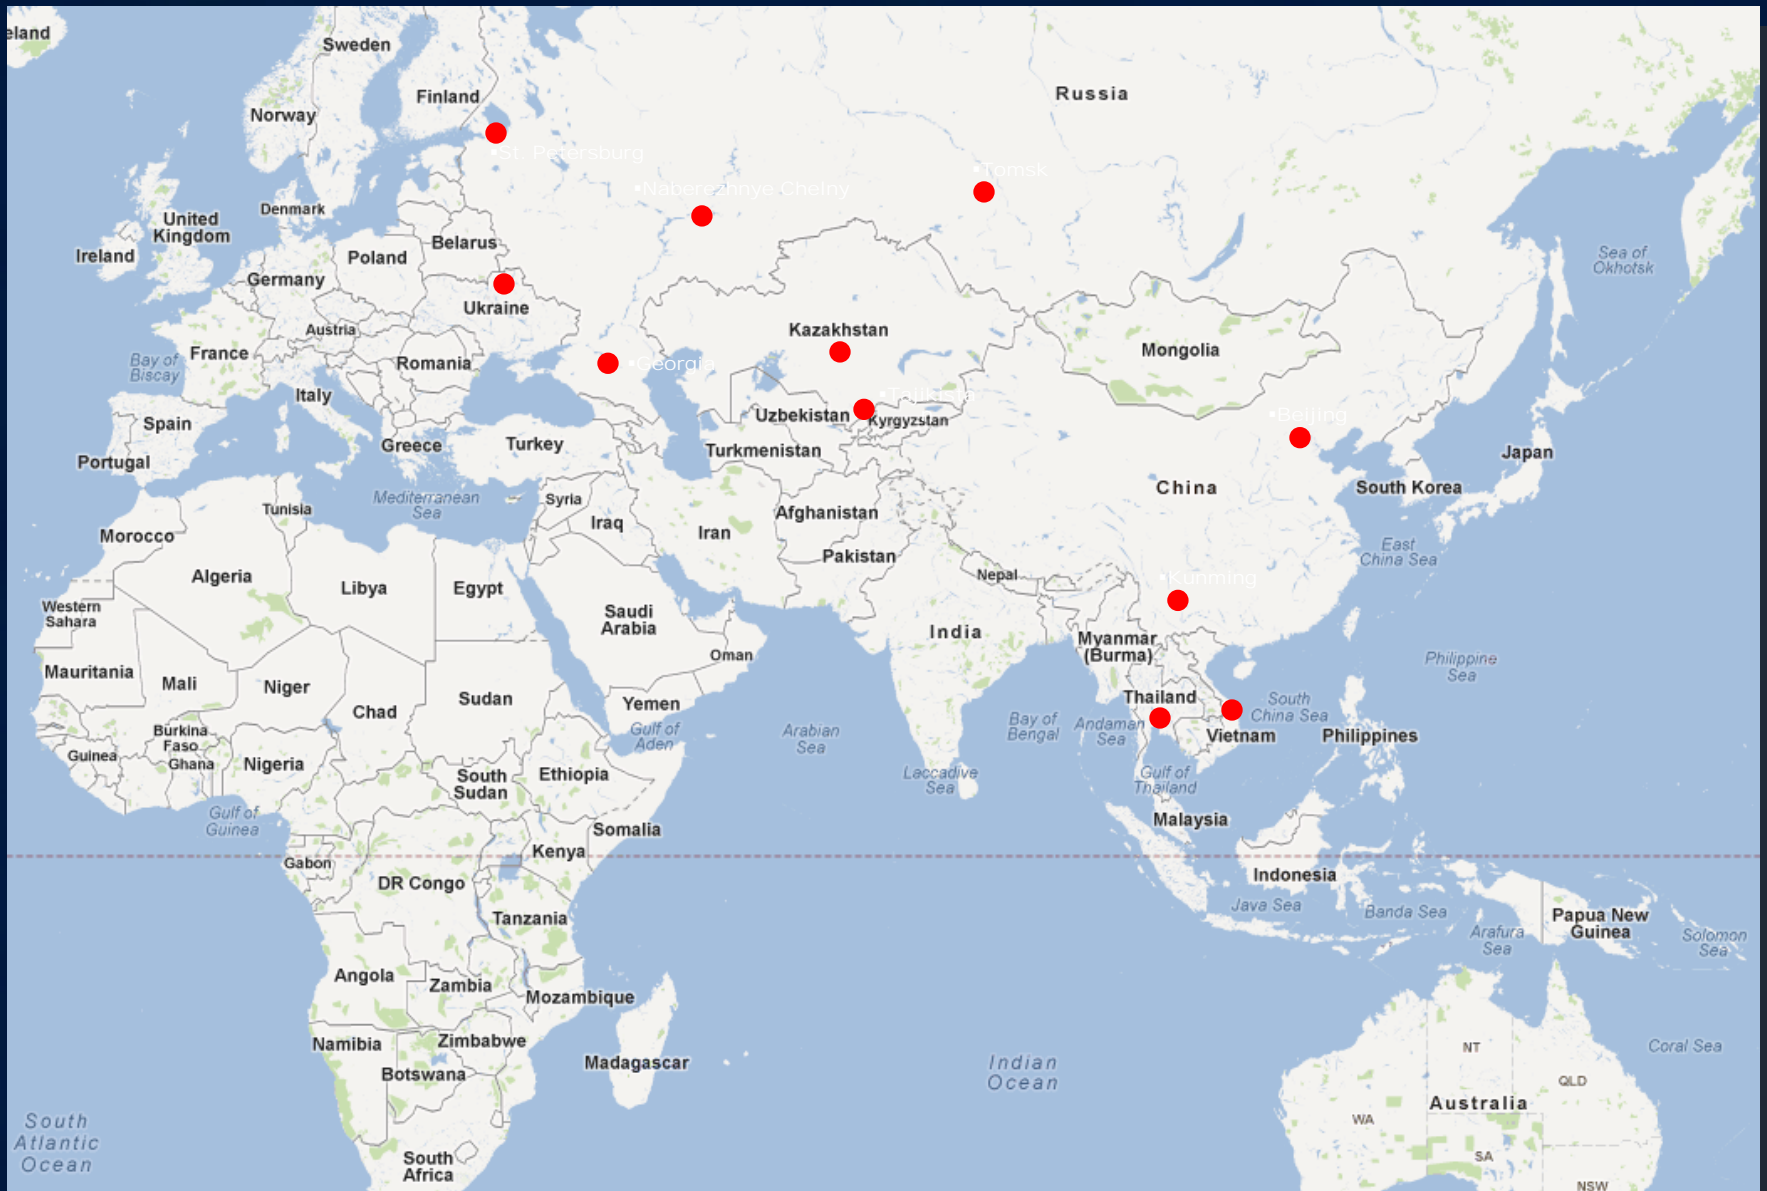 eland
Sweden
Finland
Norway
Russia
•St. Petersburg
•Tomsk
•Naberezhnye Chelny
Denmark
United
Kingdom
Ireland
Belarus
Poland
Germany
Sea of
Okhotsk
Ukraine
Austria
Kazakhstan
France
Bay of
Biscay
Romania
•Georgia
Mongolia
Italy
•Tajikista
Spain
Uzbekistan
Kyrgyzstan
•Beijing
Portugal
Greece
Turkey
Turkmenistan
Japan
China
South Korea
Mediterranean
Sea
Syria
Tunisia
Iraq
Iran
Afghanistan
Morocco
Pakistan
East
China Sea
Algeria
Libya
Egypt
Nepal
•Kunming
Western
Sahara
Saudi
Arabia
India
Myanmar
(Burma)
Oman
Philippine
Sea
Mauritania
Mali
Niger
Sudan
Chad
Yemen
Thailand
South
China Sea
Gulf of
Aden
Arabian
Sea
Bay of
Bengal
Andaman
Sea
Vietnam
Philippines
Burkina
Faso
Guinea
Ghana
Nigeria
South
Sudan
Ethiopia
Laccadive
Sea
Gulf of
Thailand
Gulf of
Guinea
Somalia
Malaysia
Kenya
Gabon
DR Congo
Indonesia
Java Sea
Banda Sea
Tanzania
Papua New
Guinea
Arafura
Sea
Solomon
Sea
Angola
Zambia
Mozambique
Namibia
Zimbabwe
Madagascar
Botswana
Indian
Ocean
NT
Coral Sea
QLD
Australia
WA
South
Atlantic
Ocean
South
Africa
SA
NSW